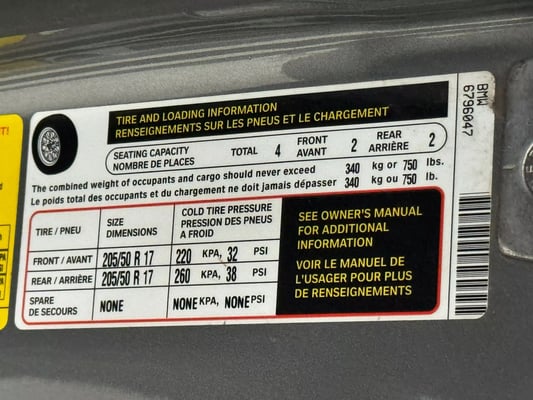 T!
TIRE AND LOADING INFORMATION
RENSEIGNEMENTS SUR LES PNEUS ET LE CHARGEMENT
SEATING CAPACITY
NOMBRE DE PLACES
TOTAL 4
FRONT
AVANT 2
REAR
ARRIÈRE 2
The combined weight of occupants and cargo should never exceed 340 kg or 750 lbs.
Le poids total des occupants et du chargement ne doit jamais dépasser 340 kg ou 750 lb.
TIRE / PNEU
SIZE
DIMENSIONS
COLD TIRE PRESSURE
PRESSION DES PNEUS
A FROID
FRONT / AVANT 205/50 R 17 220 KPA, 32 PSI
REAR / ARRIÈRE 205/50 R 17 260 KPA, 38 PSI
SPARE
DE SECOURS NONE NONE KPA, NONE PSI
SEE OWNER'S MANUAL
FOR ADDITIONAL
INFORMATION
VOIR LE MANUEL DE
L'USAGER POUR PLUS
DE RENSEIGNEMENTS
BMW
6796047